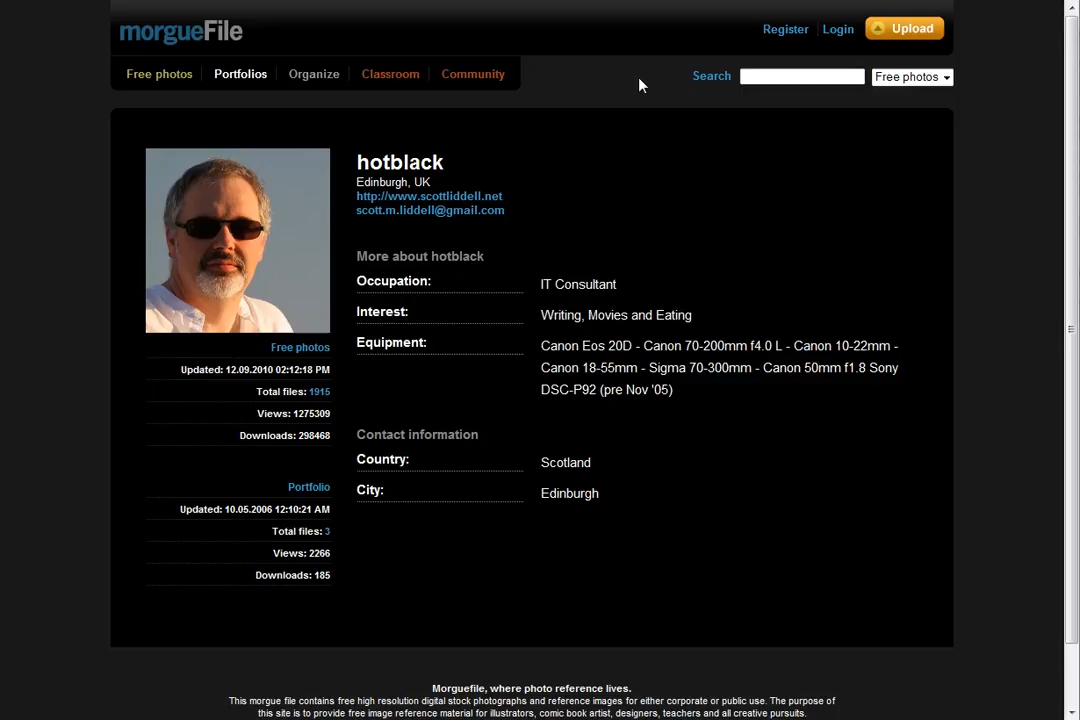 morgueFile
Register Login Upload
Free photos Portfolios Organize Classroom Community
Search Free photos
hotblack
Edinburgh, UK
http://www.scottliddell.net
scott.m.liddell@gmail.com
More about hotblack
Occupation: IT Consultant
Interest: Writing, Movies and Eating
Equipment: Canon Eos 20D - Canon 70-200mm f4.0 L - Canon 10-22mm -
Canon 18-55mm - Sigma 70-300mm - Canon 50mm f1.8 Sony
DSC-P92 (pre Nov '05)
Contact information
Country: Scotland
City: Edinburgh
Free photos
Updated: 12.09.2010 02:12:18 PM
Total files: 1915
Views: 1275309
Downloads: 298468
Portfolio
Updated: 10.05.2006 12:10:21 AM
Total files: 3
Views: 2266
Downloads: 185
Morguefile, where photo reference lives.
This morgue file contains free high resolution digital stock photographs and reference images for either corporate or public use. The purpose of
this site is to provide free image reference material for illustrators, comic book artist, designers, teachers and all creative pursuits.